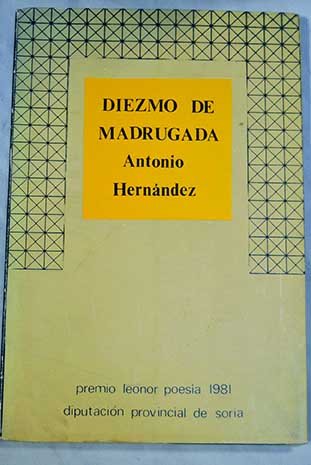 DIEZMO DE
MADRUGADA
Antonio
Hernández
premio leonor poesia 1981
diputación provincial de soria